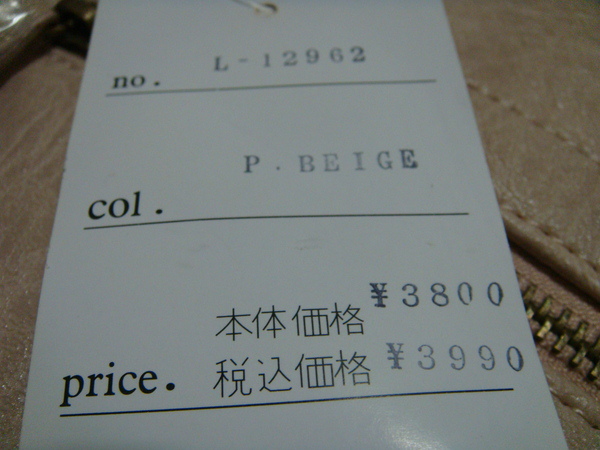 no. L-12962
col. P.BEIGE
本体価格 ¥3800
price. 税込価格 ¥3990